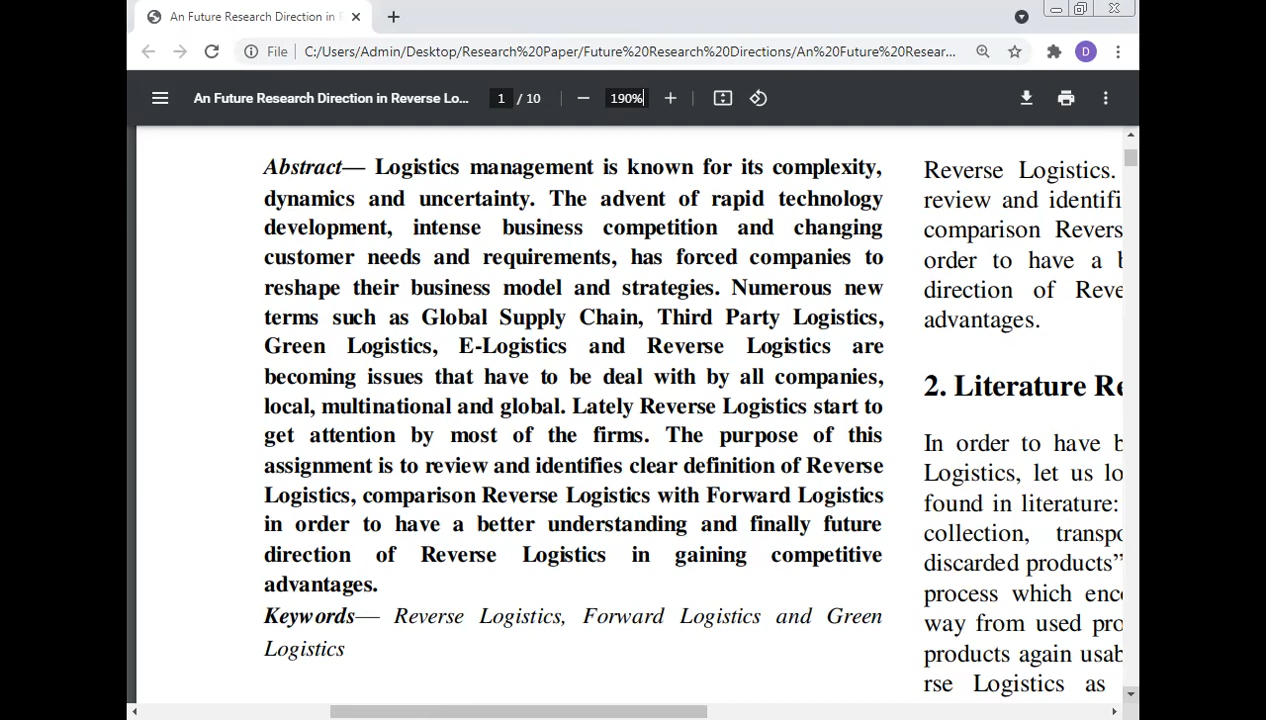 An Future Research Direction in
File C:/Users/Admin/Desktop/Research%20Paper/Future%20Research%20Directions/An%20Future%20Resear... D
An Future Research Direction in Reverse Lo... 1 / 10 190%
Abstract— Logistics management is known for its complexity,
dynamics and uncertainty. The advent of rapid technology
development, intense business competition and changing
customer needs and requirements, has forced companies to
reshape their business model and strategies. Numerous new
terms such as Global Supply Chain, Third Party Logistics,
Green Logistics, E-Logistics and Reverse Logistics are
becoming issues that have to be deal with by all companies,
local, multinational and global. Lately Reverse Logistics start to
get attention by most of the firms. The purpose of this
assignment is to review and identifies clear definition of Reverse
Logistics, comparison Reverse Logistics with Forward Logistics
in order to have a better understanding and finally future
direction of Reverse Logistics in gaining competitive
advantages.
Keywords— Reverse Logistics, Forward Logistics and Green
Logistics
Reverse Logistics.
review and identifi
comparison Revers
order to have a
direction of Reve
advantages.
2. Literature Re
In order to have
Logistics, let us lo
found in literature:
collection, transpo
discarded products”
process which enc
way from used pro
products again usab
rse Logistics as